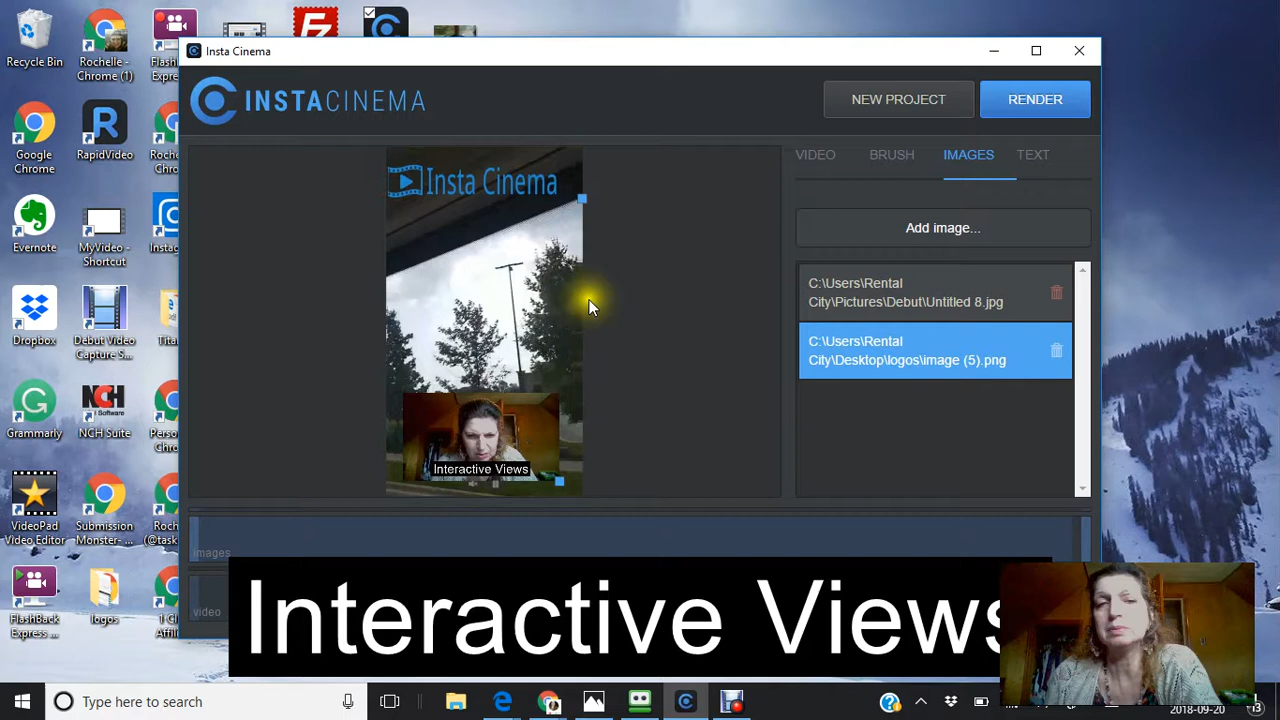 Insta Cinema
INSTACINEMA
NEW PROJECT
RENDER
VIDEO
BRUSH
IMAGES
TEXT
Add image...
C:\Users\Rental
City\Pictures\Debut\Untitled 8.jpg
C:\Users\Rental
City\Desktop\logos\image (5).png
Insta Cinema
Interactive Views
images
video
Interactive Views
Recycle Bin
Rochelle -
Chrome (1)
Google
Chrome
RapidVideo
Evernote
MyVideo -
Shortcut
Dropbox
Debut Video
Capture S...
Grammarly
NCH
NCH Suite
VideoPad
Video Editor
Submission
Monster-...
FlashBack
Express ...
logos
Type here to search
2018-09-20
13